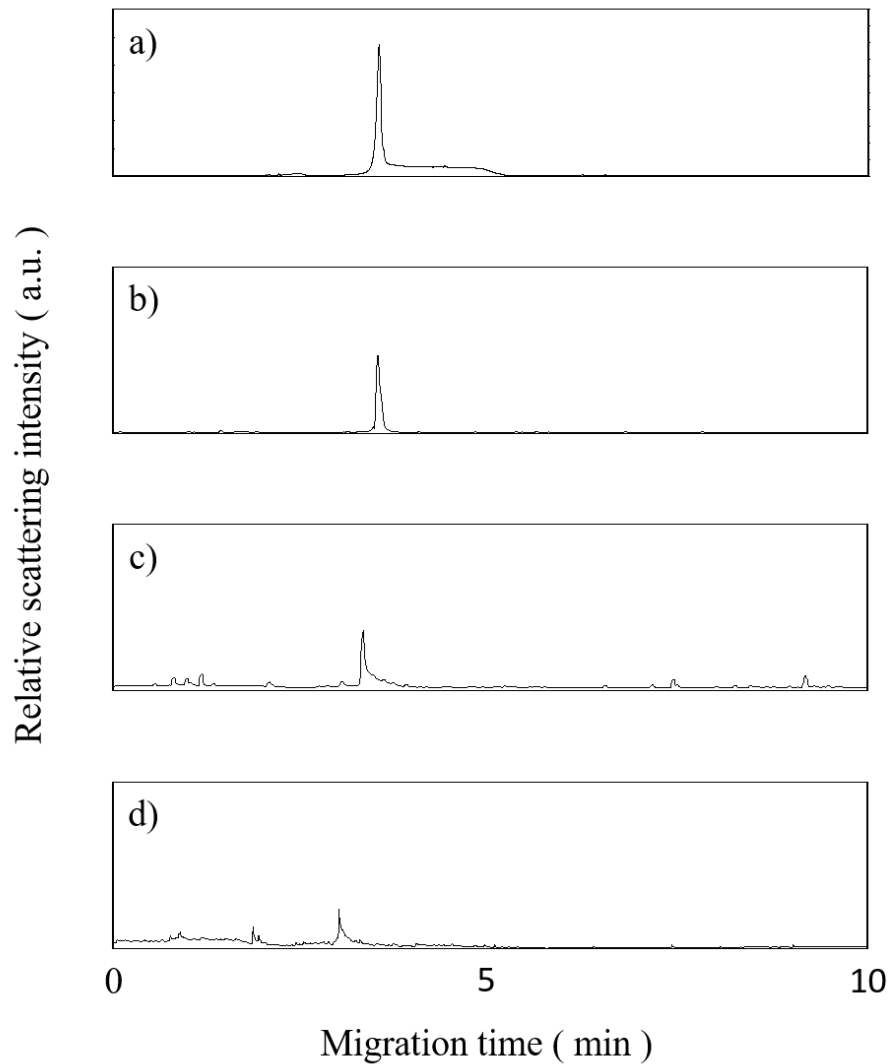 a)
b)
c)
d)
Relative scattering intensity ( a.u. )
0 5 10
Migration time ( min )